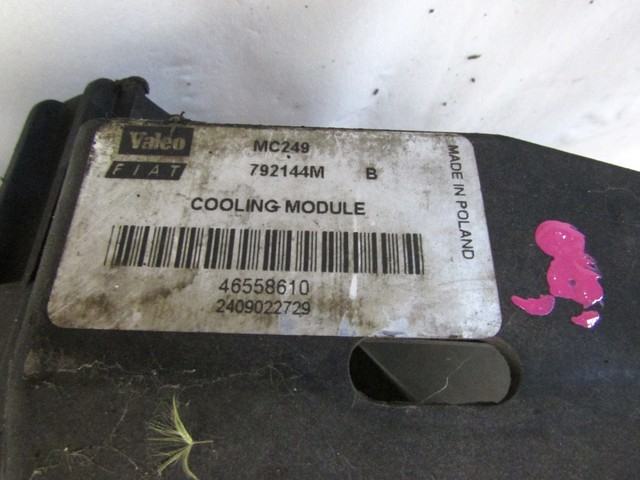 Valeo
MC249
FIAT
792144M B
COOLING MODULE
46558610
2409022729
MADE IN POLAND